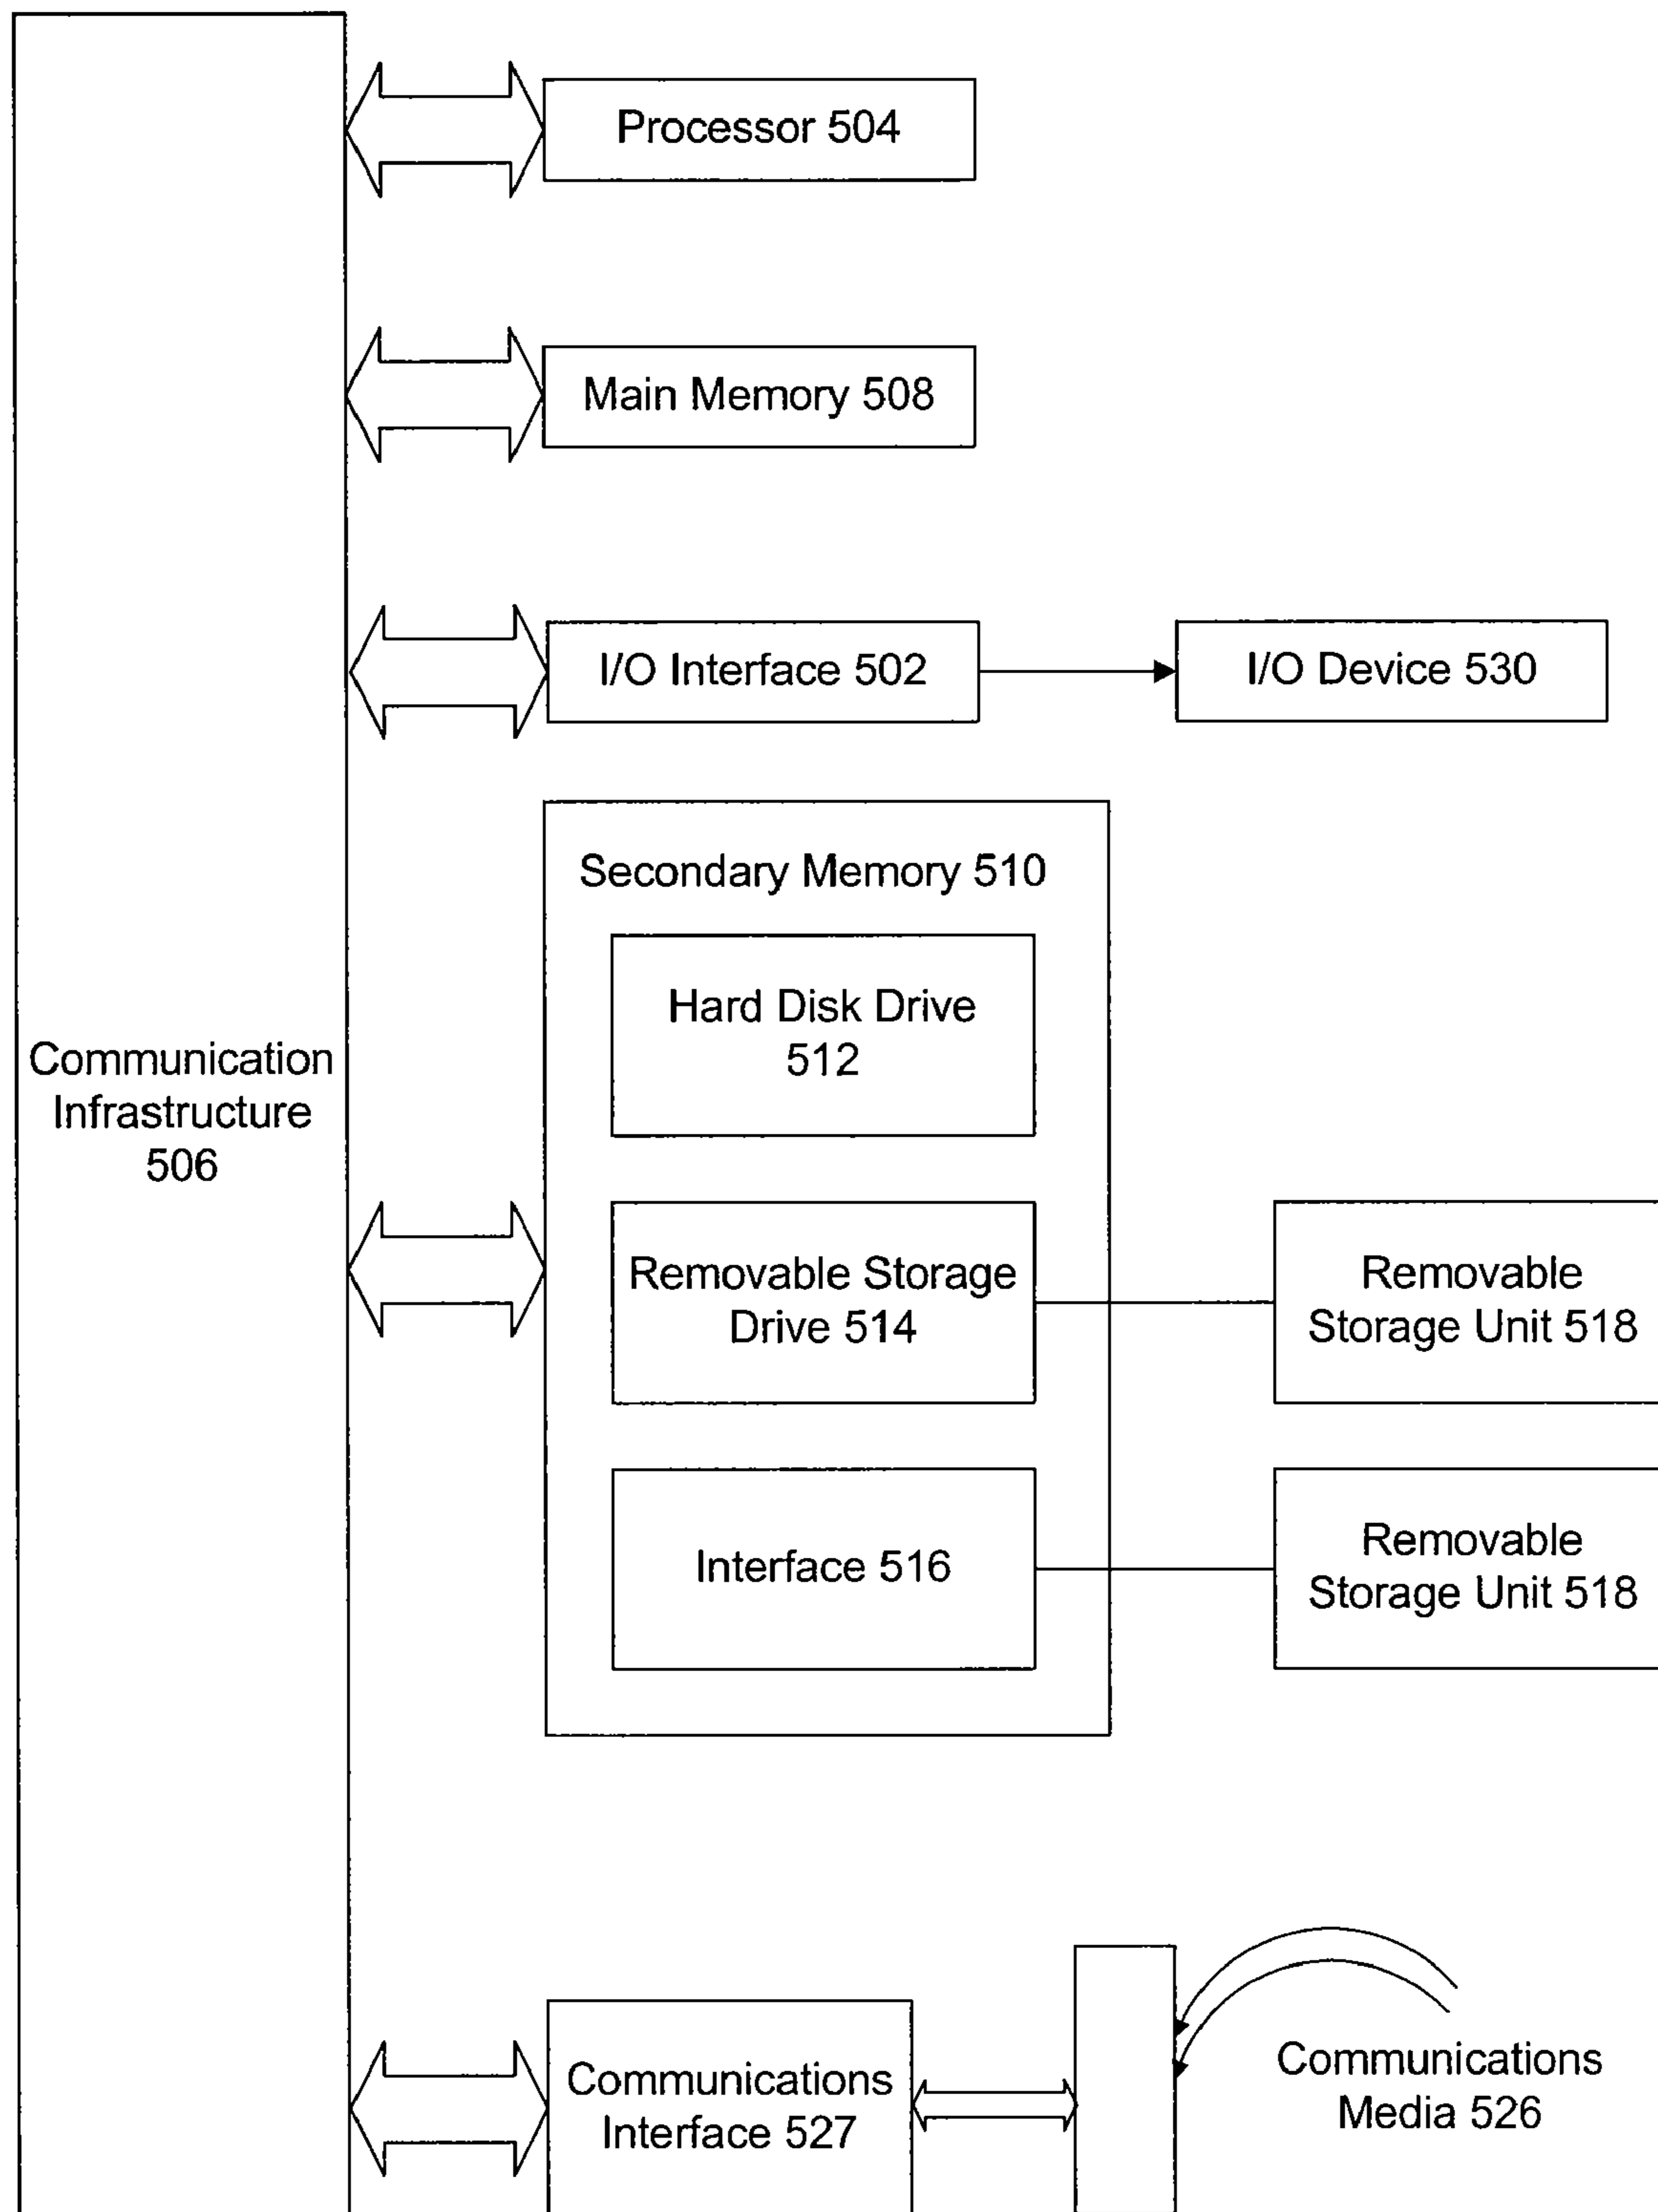 Processor 504
Main Memory 508
I/O Interface 502
I/O Device 530
Secondary Memory 510
Hard Disk Drive
512
Communication
Infrastructure
506
Removable Storage
Drive 514
Removable
Storage Unit 518
Interface 516
Removable
Storage Unit 518
Communications
Interface 527
Communications
Media 526